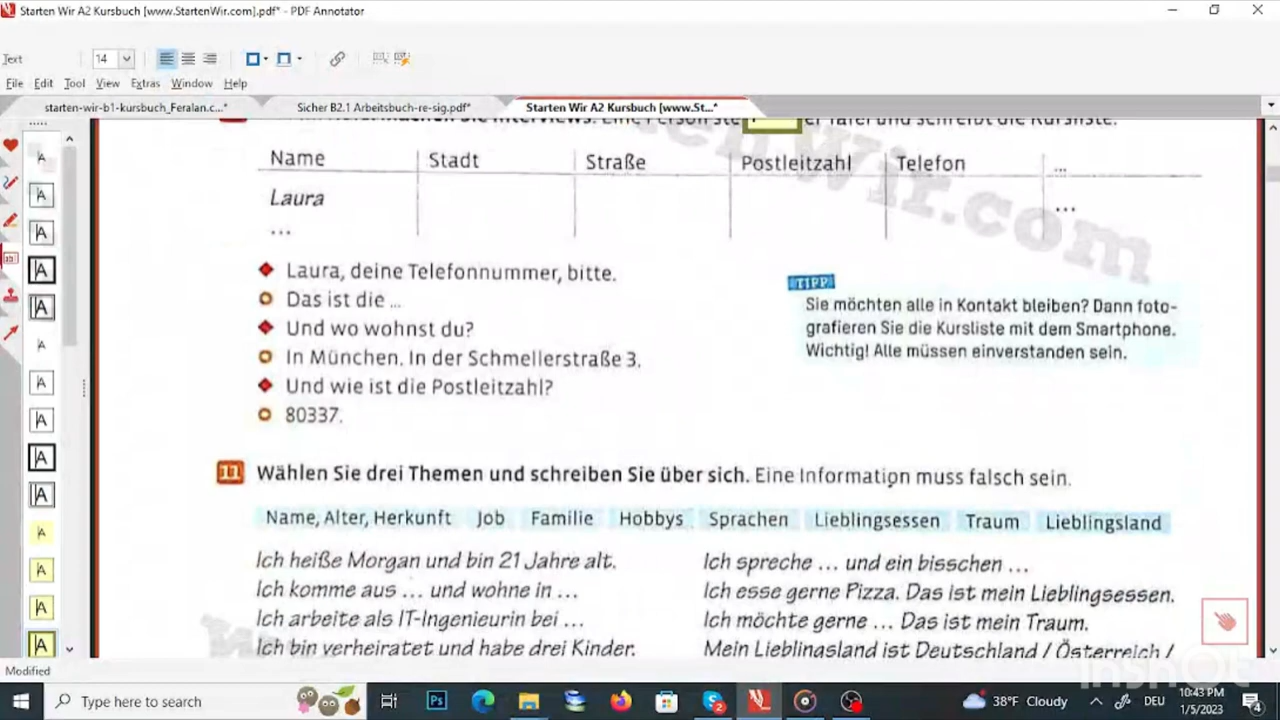 Starten Wir A2 Kursbuch [www.StartenWir.com].pdf* - PDF Annotator
Text 14
File Edit Tool View Extras Window Help
starten-wir-b1-kursbuch_Feralan.c...* Sicher B2.1 Arbeitsbuch-re-sig.pdf* Starten Wir A2 Kursbuch [www.St...*
Name Stadt Straße Postleitzahl Telefon ...
Laura ...
...
Laura, deine Telefonnummer, bitte.
Das ist die ...
Und wo wohnst du?
In München. In der Schmellerstraße 3.
Und wie ist die Postleitzahl?
80337.
TIPP
Sie möchten alle in Kontakt bleiben? Dann foto-
grafieren Sie die Kursliste mit dem Smartphone.
Wichtig! Alle müssen einverstanden sein.
11 Wählen Sie drei Themen und schreiben Sie über sich. Eine Information muss falsch sein.
Name, Alter, Herkunft Job Familie Hobbys Sprachen Lieblingsessen Traum Lieblingsland
Ich heiße Morgan und bin 21 Jahre alt.
Ich komme aus ... und wohne in ...
Ich arbeite als IT-Ingenieurin bei ...
Ich bin verheiratet und habe drei Kinder.
Ich spreche ... und ein bisschen ...
Ich esse gerne Pizza. Das ist mein Lieblingsessen.
Ich möchte gerne ... Das ist mein Traum.
Mein Lieblingsland ist Deutschland / Österreich /
Modified
Type here to search
38°F Cloudy
DEU
10:43 PM
1/5/2023
4
InShOt